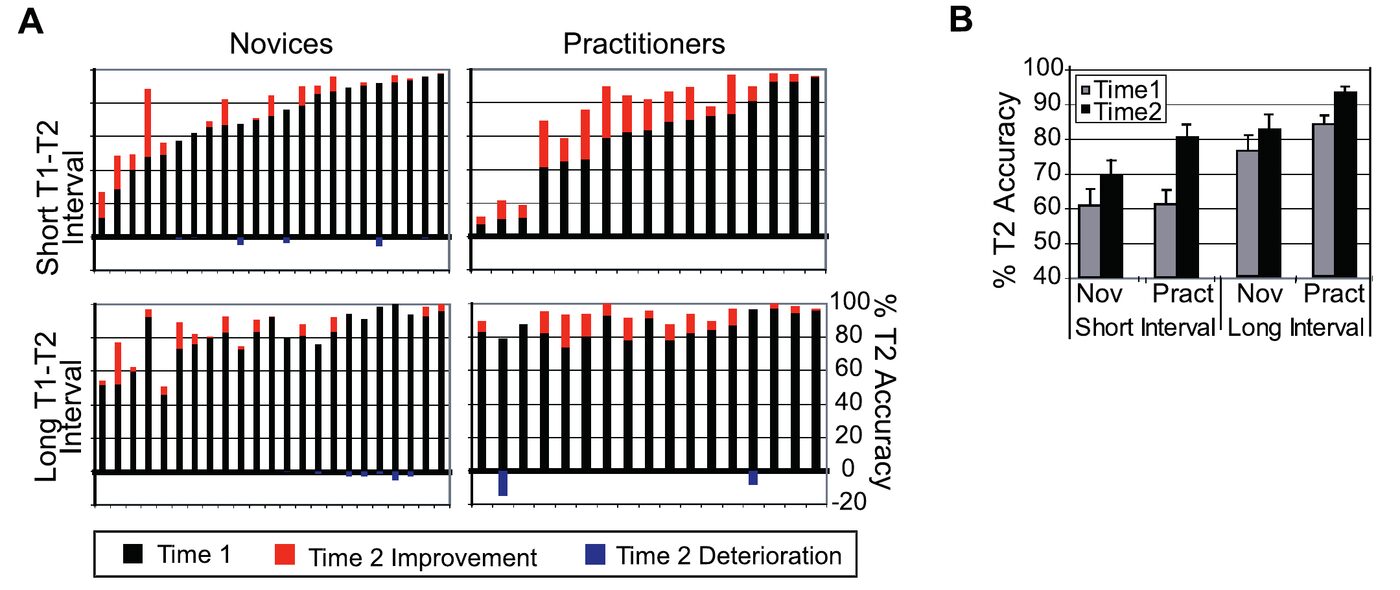 A
B
Novices
Practitioners
Short T1-T2
Interval
Long T1-T2
Interval
100
80
60
40
20
0
-20
% T2 Accuracy
Time 1
Time 2 Improvement
Time 2 Deterioration
% T2 Accuracy
100
90
80
70
60
50
40
Time1
Time2
Nov
Pract
Nov
Pract
Short Interval
Long Interval